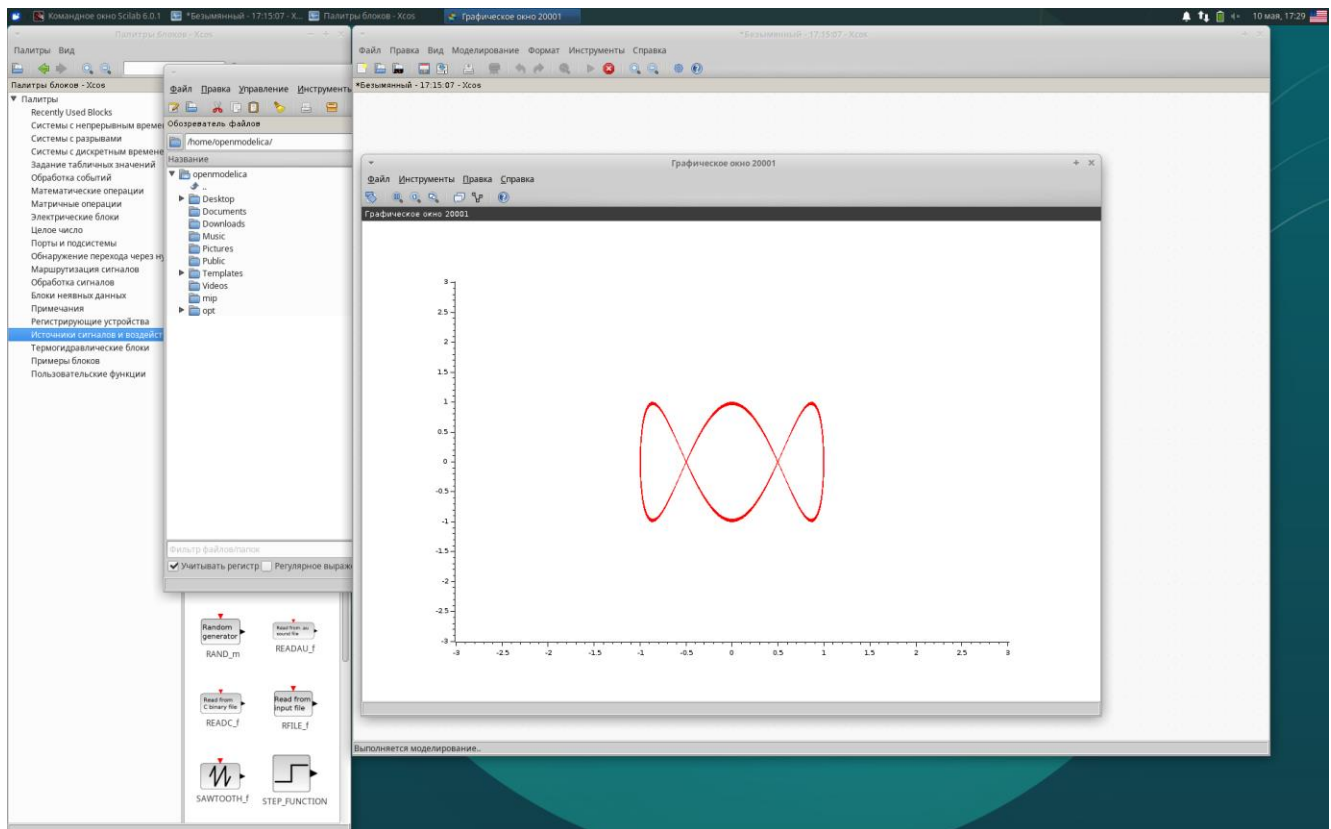 Командное окно Scilab 6.0.1
*Безымянный - 17:15:07 - X...
Палитры блоков - Xcos
Графическое окно 20001
10 мая, 17:29
Палитры блоков - Xcos
Палитры Вид
Палитры блоков - Xcos
Палитры
Recently Used Blocks
Системы с непрерывным време
Системы с разрывами
Системы с дискретным времене
Задание табличных значений
Обработка событий
Математические операции
Матричные операции
Электрические блоки
Целое число
Порты и подсистемы
Обнаружение перехода через ну
Маршрутизация сигналов
Обработка сигналов
Блоки неявных данных
Примечания
Регистрирующие устройства
Источники сигналов и воздейст
Термогидравлические блоки
Примеры блоков
Пользовательские функции
Файл Правка Управление Инструменты
Обозреватель файлов
/home/openmodelica/
Название
openmodelica
..
Desktop
Documents
Downloads
Music
Pictures
Public
Templates
Videos
mip
opt
Фильтр файлов/папок
Учитывать регистр Регулярное выраж
Random generator
RAND_m
Read from .au sound file
READAU_f
Read from C binary file
READC_f
Read from input file
RFILE_f
SAWTOOTH_f
STEP_FUNCTION
*Безымянный - 17:15:07 - Xcos
Файл Правка Вид Моделирование Формат Инструменты Справка
*Безымянный - 17:15:07 - Xcos
Графическое окно 20001
Файл Инструменты Правка Справка
Графическое окно 20001
3
2.5
2
1.5
1
0.5
0
-0.5
-1
-1.5
-2
-2.5
-3
-3 -2.5 -2 -1.5 -1 -0.5 0 0.5 1 1.5 2 2.5 3
Выполняется моделирование..